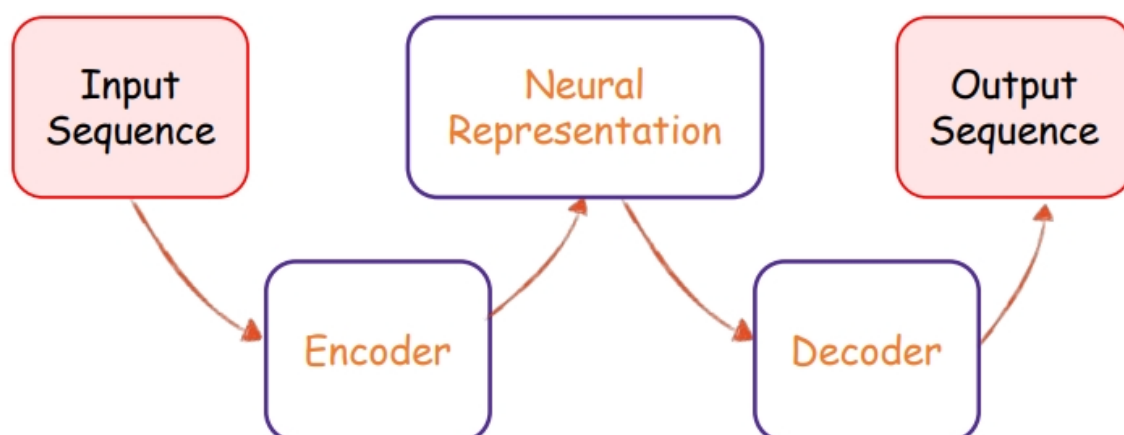 Input
Sequence
Neural
Representation
Output
Sequence
Encoder
Decoder